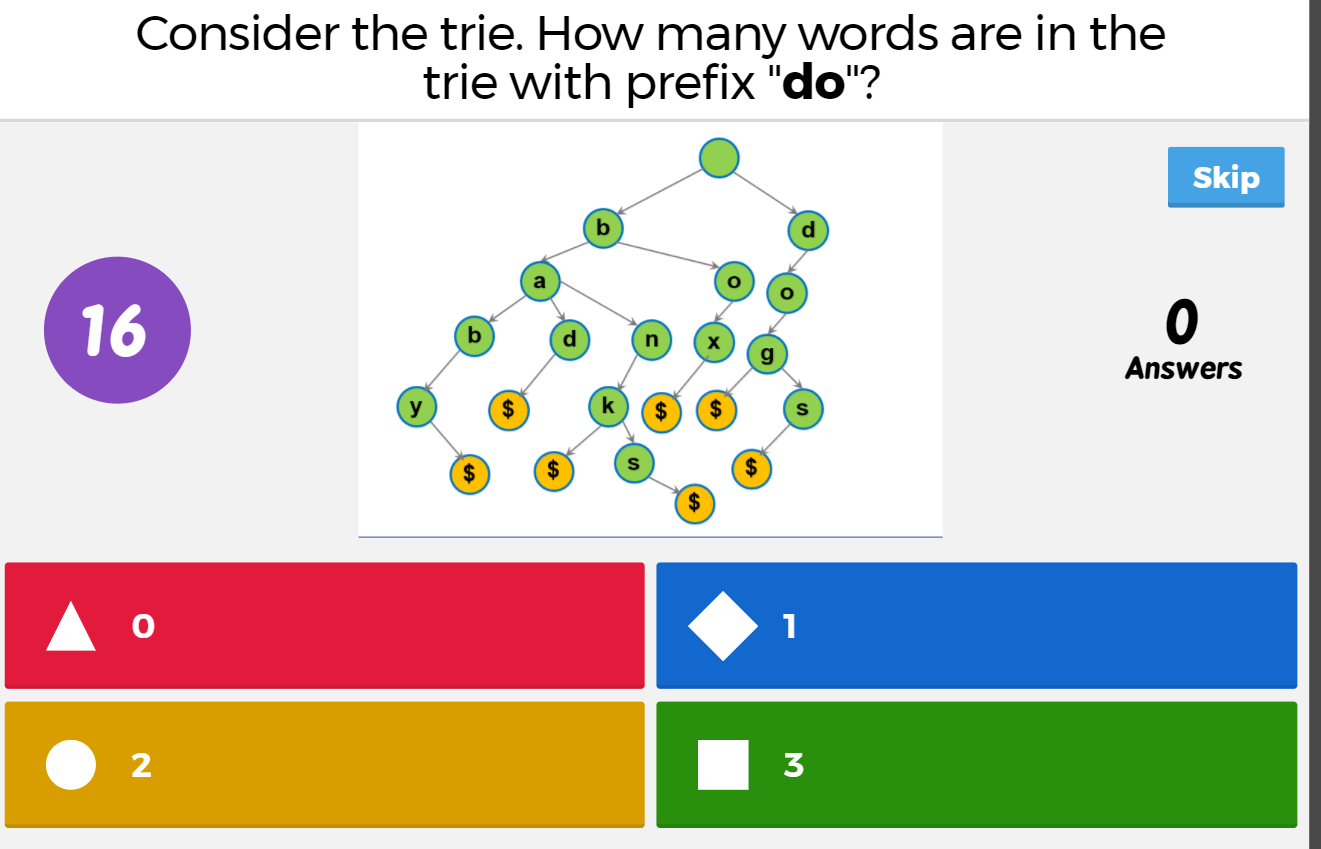 Consider the trie. How many words are in the
trie with prefix "do"?
Skip
16
0
Answers
b
d
a
o
o
b
d
n
x
g
y
$
k
$
$
s
$
$
s
$
$
0
1
2
3